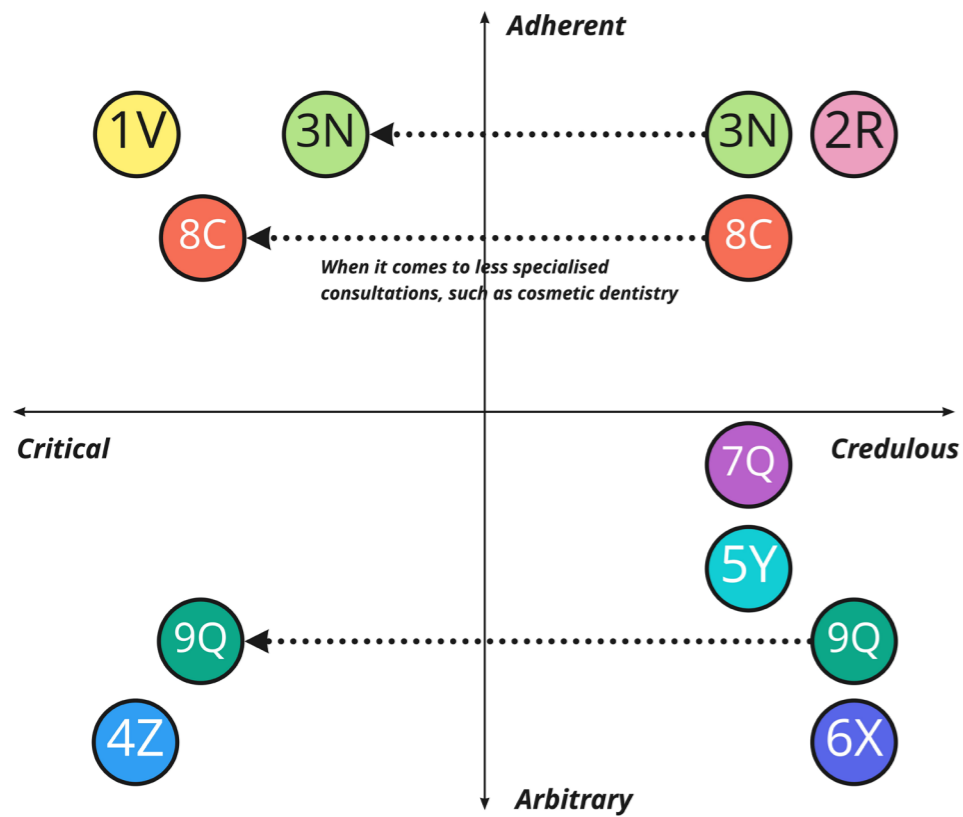 Adherent
1V
3N
3N
2R
8C
8C
When it comes to less specialised
consultations, such as cosmetic dentistry
Critical
Credulous
7Q
5Y
9Q
9Q
4Z
6X
Arbitrary